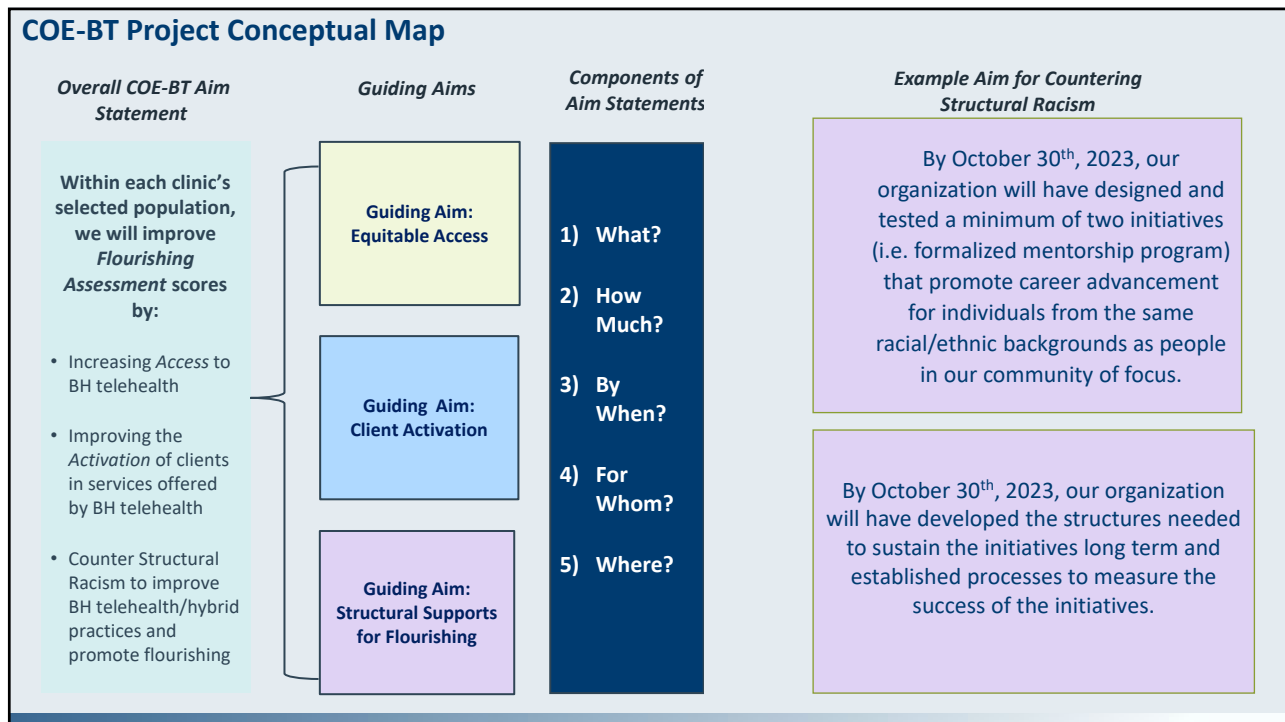 COE-BT Project Conceptual Map
Overall COE-BT Aim
Statement
Within each clinic's
selected population,
we will improve
Flourishing
Assessment scores
by:
• Increasing Access to
BH telehealth
• Improving the
Activation of clients
in services offered
by BH telehealth
• Counter Structural
Racism to improve
BH telehealth/hybrid
practices and
promote flourishing
Guiding Aims
Guiding Aim:
Equitable Access
Guiding Aim:
Client Activation
Guiding Aim:
Structural Supports
for Flourishing
Components of
Aim Statements
1) What?
2) How
Much?
3) By
When?
4) For
Whom?
5) Where?
Example Aim for Countering
Structural Racism
By October 30th, 2023, our
organization will have designed and
tested a minimum of two initiatives
(i.e. formalized mentorship program)
that promote career advancement
for individuals from the same
racial/ethnic backgrounds as people
in our community of focus.
By October 30th, 2023, our organization
will have developed the structures needed
to sustain the initiatives long term and
established processes to measure the
success of the initiatives.